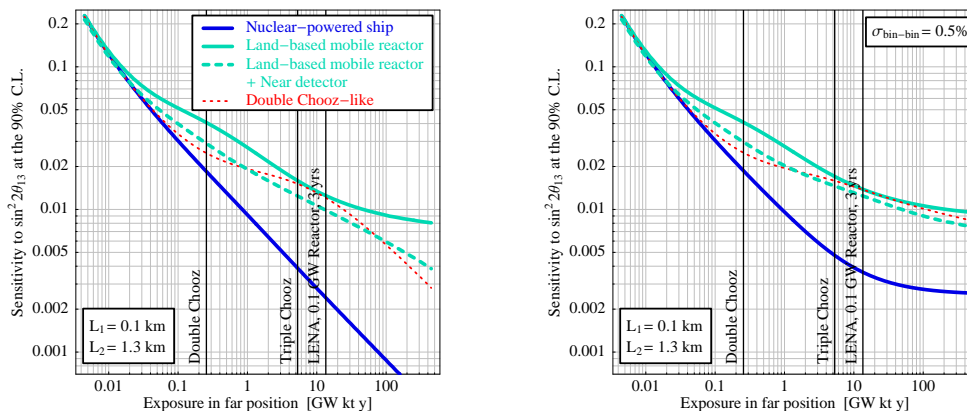 Sensitivity to sin² 2θ₁₃ at the 90% C.L.
0.2
0.1
0.05
0.02
0.01
0.005
0.002
0.001
Nuclear−powered ship
Land−based mobile reactor
Land−based mobile reactor
+ Near detector
Double Chooz−like
Double Chooz
Triple Chooz
LENA, 0.1 GW Reactor, 3 yrs
L₁ = 0.1 km
L₂ = 1.3 km
0.01 0.1 1 10 100
Exposure in far position [GW kt y]
Sensitivity to sin² 2θ₁₃ at the 90% C.L.
0.2
0.1
0.05
0.02
0.01
0.005
0.002
0.001
σbin−bin = 0.5%
Double Chooz
Triple Chooz
LENA, 0.1 GW Reactor, 3 yrs
L₁ = 0.1 km
L₂ = 1.3 km
0.01 0.1 1 10 100
Exposure in far position [GW kt y]